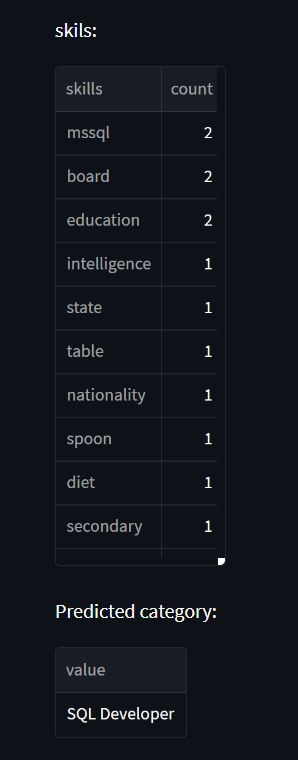 skils:
skills count
mssql 2
board 2
education 2
intelligence 1
state 1
table 1
nationality 1
spoon 1
diet 1
secondary 1
Predicted category:
value
SQL Developer